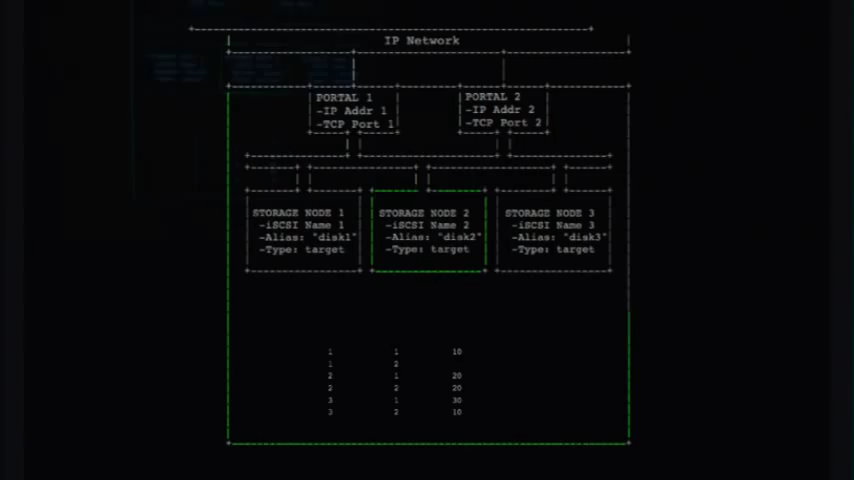 IP Network
PORTAL 1
-IP Addr 1
-TCP Port 1
PORTAL 2
-IP Addr 2
-TCP Port 2
STORAGE NODE 1
-iSCSI Name 1
-Alias: "disk1"
-Type: target
STORAGE NODE 2
-iSCSI Name 2
-Alias: "disk2"
-Type: target
STORAGE NODE 3
-iSCSI Name 3
-Alias: "disk3"
-Type: target
1 1 10
1 2
2 1 20
2 2 20
3 1 30
3 2 10